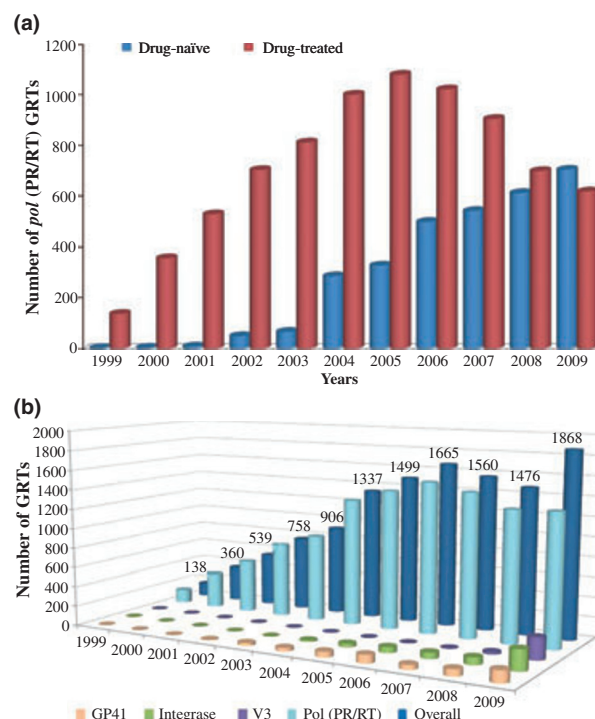 (a)
Drug-naïve Drug-treated
Number of pol (PR/RT) GRTs
1200
1000
800
600
400
200
0
1999 2000 2001 2002 2003 2004 2005 2006 2007 2008 2009
Years
(b)
Number of GRTs
2000
1800
1600
1400
1200
1000
800
600
400
200
0
138 360 539 758 906 1337 1499 1665 1560 1476 1868
1999 2000 2001 2002 2003 2004 2005 2006 2007 2008 2009
GP41 Integrase V3 Pol (PR/RT) Overall